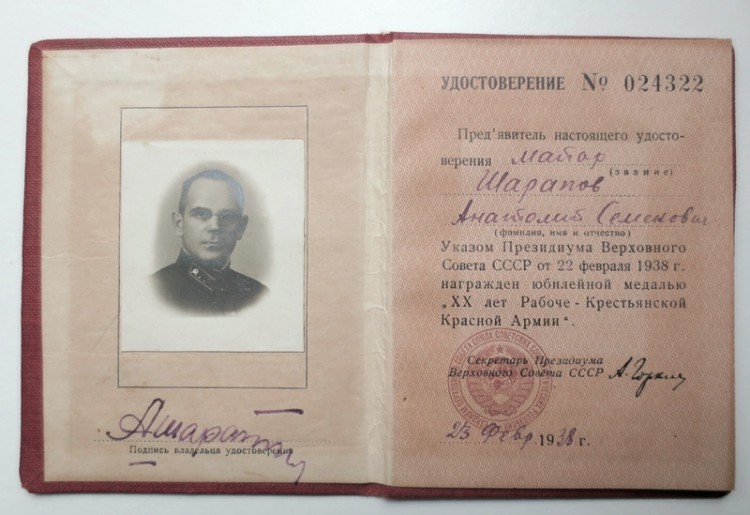 Ашарапов
Подпись владельца удостоверения
УДОСТОВЕРЕНИЕ № 024322
Пред'явитель настоящего удосто-
верения майор
(звание)
Шарапов
Анатолий Семенович
(фамилия, имя и отчество)
Указом Президиума Верховного
Совета СССР от 22 февраля 1938 г.
награжден юбилейной медалью
„XX лет Рабоче-Крестьянской
Красной Армии“.
Секретарь Президиума
Верховного Совета СССР А. Горкин
23 февр. 1938 г.